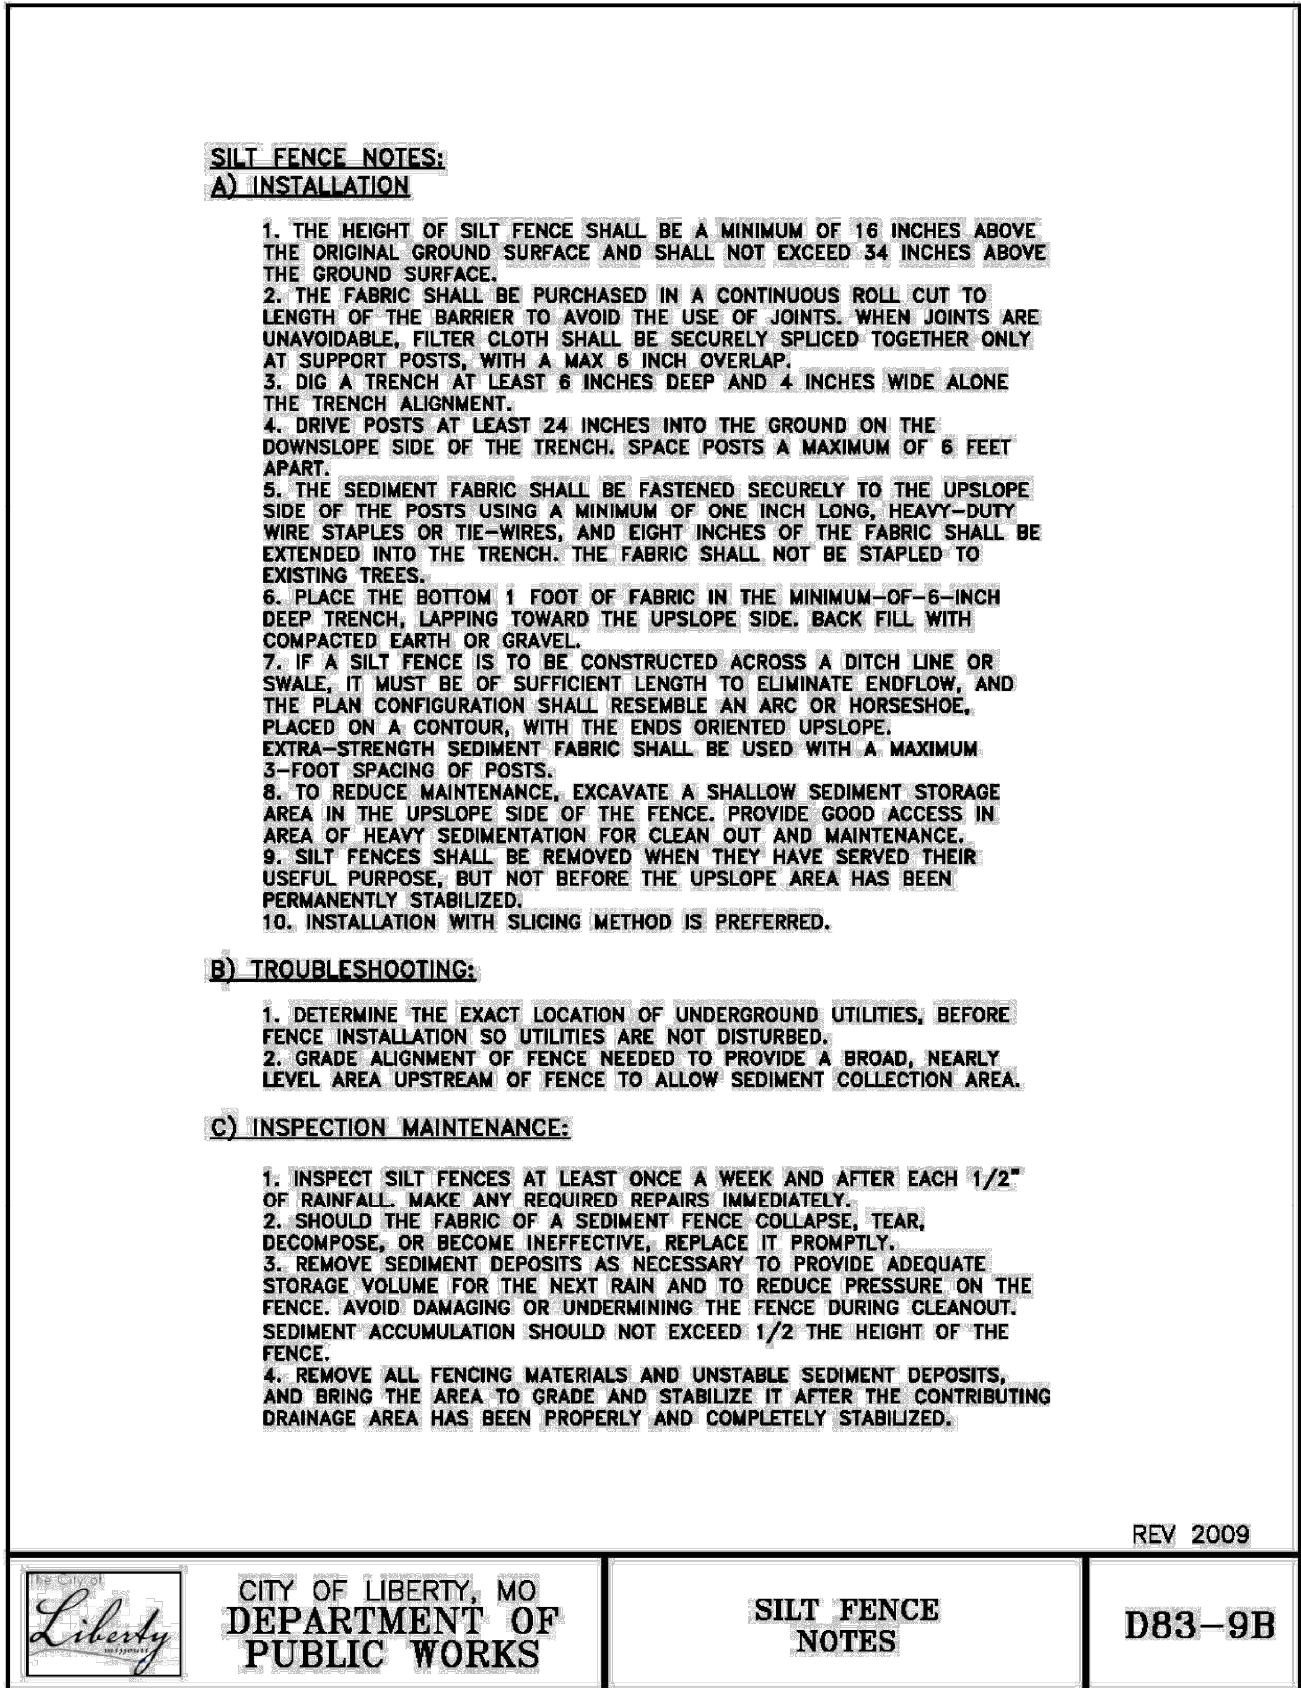 SILT FENCE NOTES:
A) INSTALLATION
1. THE HEIGHT OF SILT FENCE SHALL BE A MINIMUM OF 16 INCHES ABOVE
THE ORIGINAL GROUND SURFACE AND SHALL NOT EXCEED 34 INCHES ABOVE
THE GROUND SURFACE.
2. THE FABRIC SHALL BE PURCHASED IN A CONTINUOUS ROLL CUT TO
LENGTH OF THE BARRIER TO AVOID THE USE OF JOINTS. WHEN JOINTS ARE
UNAVOIDABLE, FILTER CLOTH SHALL BE SECURELY SPLICED TOGETHER ONLY
AT SUPPORT POSTS, WITH A MAX 6 INCH OVERLAP.
3. DIG A TRENCH AT LEAST 6 INCHES DEEP AND 4 INCHES WIDE ALONE
THE TRENCH ALIGNMENT.
4. DRIVE POSTS AT LEAST 24 INCHES INTO THE GROUND ON THE
DOWNSLOPE SIDE OF THE TRENCH. SPACE POSTS A MAXIMUM OF 6 FEET
APART.
5. THE SEDIMENT FABRIC SHALL BE FASTENED SECURELY TO THE UPSLOPE
SIDE OF THE POSTS USING A MINIMUM OF ONE INCH LONG, HEAVY-DUTY
WIRE STAPLES OR TIE-WIRES, AND EIGHT INCHES OF THE FABRIC SHALL BE
EXTENDED INTO THE TRENCH. THE FABRIC SHALL NOT BE STAPLED TO
EXISTING TREES.
6. PLACE THE BOTTOM 1 FOOT OF FABRIC IN THE MINIMUM-OF-6-INCH
DEEP TRENCH, LAPPING TOWARD THE UPSLOPE SIDE. BACK FILL WITH
COMPACTED EARTH OR GRAVEL.
7. IF A SILT FENCE IS TO BE CONSTRUCTED ACROSS A DITCH LINE OR
SWALE, IT MUST BE OF SUFFICIENT LENGTH TO ELIMINATE ENDFLOW, AND
THE PLAN CONFIGURATION SHALL RESEMBLE AN ARC OR HORSESHOE,
PLACED ON A CONTOUR, WITH THE ENDS ORIENTED UPSLOPE.
EXTRA-STRENGTH SEDIMENT FABRIC SHALL BE USED WITH A MAXIMUM
3-FOOT SPACING OF POSTS.
8. TO REDUCE MAINTENANCE, EXCAVATE A SHALLOW SEDIMENT STORAGE
AREA IN THE UPSLOPE SIDE OF THE FENCE. PROVIDE GOOD ACCESS IN
AREA OF HEAVY SEDIMENTATION FOR CLEAN OUT AND MAINTENANCE.
9. SILT FENCES SHALL BE REMOVED WHEN THEY HAVE SERVED THEIR
USEFUL PURPOSE, BUT NOT BEFORE THE UPSLOPE AREA HAS BEEN
PERMANENTLY STABILIZED.
10. INSTALLATION WITH SLICING METHOD IS PREFERRED.
B) TROUBLESHOOTING:
1. DETERMINE THE EXACT LOCATION OF UNDERGROUND UTILITIES, BEFORE
FENCE INSTALLATION SO UTILITIES ARE NOT DISTURBED.
2. GRADE ALIGNMENT OF FENCE NEEDED TO PROVIDE A BROAD, NEARLY
LEVEL AREA UPSTREAM OF FENCE TO ALLOW SEDIMENT COLLECTION AREA.
C) INSPECTION MAINTENANCE:
1. INSPECT SILT FENCES AT LEAST ONCE A WEEK AND AFTER EACH 1/2"
OF RAINFALL. MAKE ANY REQUIRED REPAIRS IMMEDIATELY.
2. SHOULD THE FABRIC OF A SEDIMENT FENCE COLLAPSE, TEAR,
DECOMPOSE, OR BECOME INEFFECTIVE, REPLACE IT PROMPTLY.
3. REMOVE SEDIMENT DEPOSITS AS NECESSARY TO PROVIDE ADEQUATE
STORAGE VOLUME FOR THE NEXT RAIN AND TO REDUCE PRESSURE ON THE
FENCE. AVOID DAMAGING OR UNDERMINING THE FENCE DURING CLEANOUT.
SEDIMENT ACCUMULATION SHOULD NOT EXCEED 1/2 THE HEIGHT OF THE
FENCE.
4. REMOVE ALL FENCING MATERIALS AND UNSTABLE SEDIMENT DEPOSITS,
AND BRING THE AREA TO GRADE AND STABILIZE IT AFTER THE CONTRIBUTING
DRAINAGE AREA HAS BEEN PROPERLY AND COMPLETELY STABILIZED.
REV 2009
The City of
Liberty
missouri
CITY OF LIBERTY, MO
DEPARTMENT OF
PUBLIC WORKS
SILT FENCE
NOTES
D83-9B